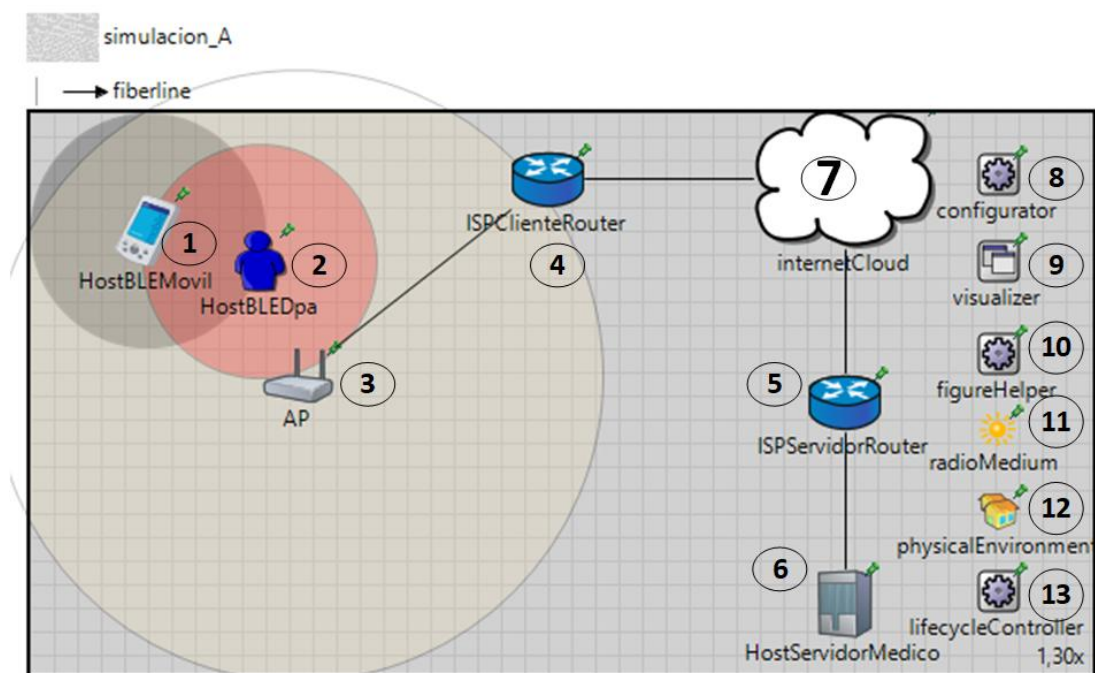 simulacion_A
fiberline
1
HostBLEMovil
2
HostBLEDpa
3
AP
ISPClienteRouter
4
7
internetCloud
5
ISPServidorRouter
6
HostServidorMedico
8
configurator
9
visualizer
10
figureHelper
11
radioMedium
12
physicalEnvironment
13
lifecycleController
1,30x